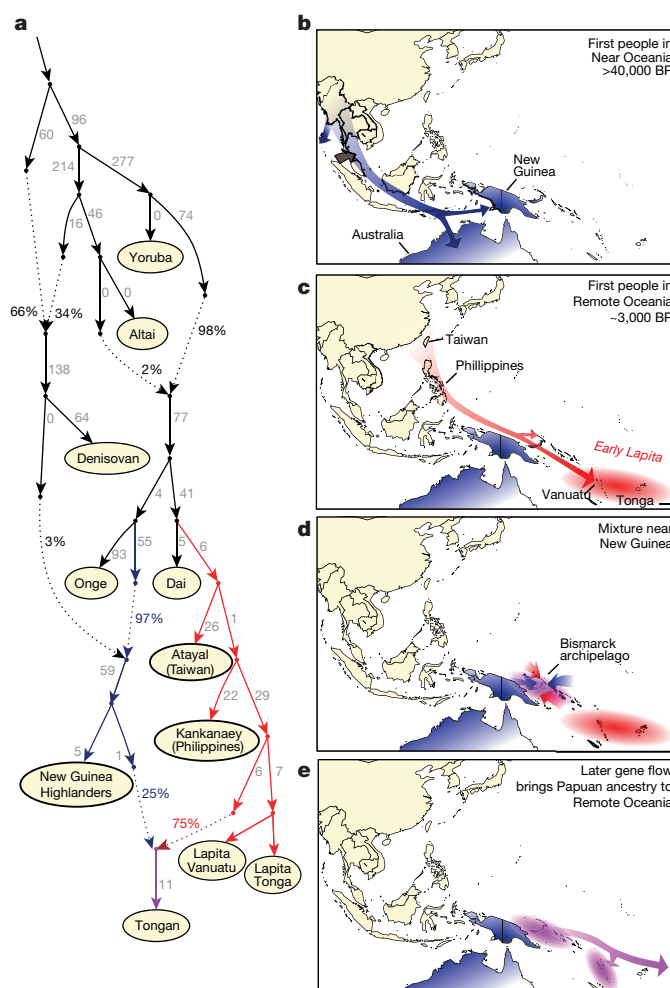 a
60
96
214
277
16
46
0
74
Yoruba
0
0
66%
34%
Altai
98%
2%
138
77
0
64
Denisovan
4
41
3%
93
55
5
6
Onge
Dai
97%
26
1
Atayal
(Taiwan)
59
22
29
Kankanaey
(Philippines)
5
1
New Guinea
Highlanders
25%
6
7
75%
Lapita
Vanuatu
Lapita
Tonga
11
Tongan
b
First people in
Near Oceania
>40,000 BP
New
Guinea
Australia
c
First people in
Remote Oceania
~3,000 BP
Taiwan
Phillippines
Early Lapita
Vanuatu
Tonga
d
Mixture near
New Guinea
Bismarck
archipelago
e
Later gene flow
brings Papuan ancestry to
Remote Oceania